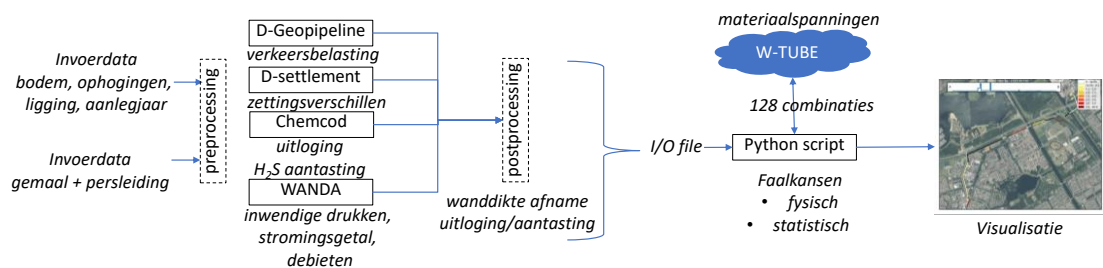 Invoerdata
bodem, ophogingen,
ligging, aanlegjaar
Invoerdata
gemaal + persleiding
preprocessing
D-Geopipeline
verkeersbelasting
D-settlement
zettingsverschillen
Chemcod
uitloging
H₂S aantasting
WANDA
inwendige drukken,
stromingsgetal,
debieten
postprocessing
wanddikte afname
uitloging/aantasting
I/O file
materiaalspanningen
W-TUBE
128 combinaties
Python script
Faalkansen
• fysisch
• statistisch
Visualisatie